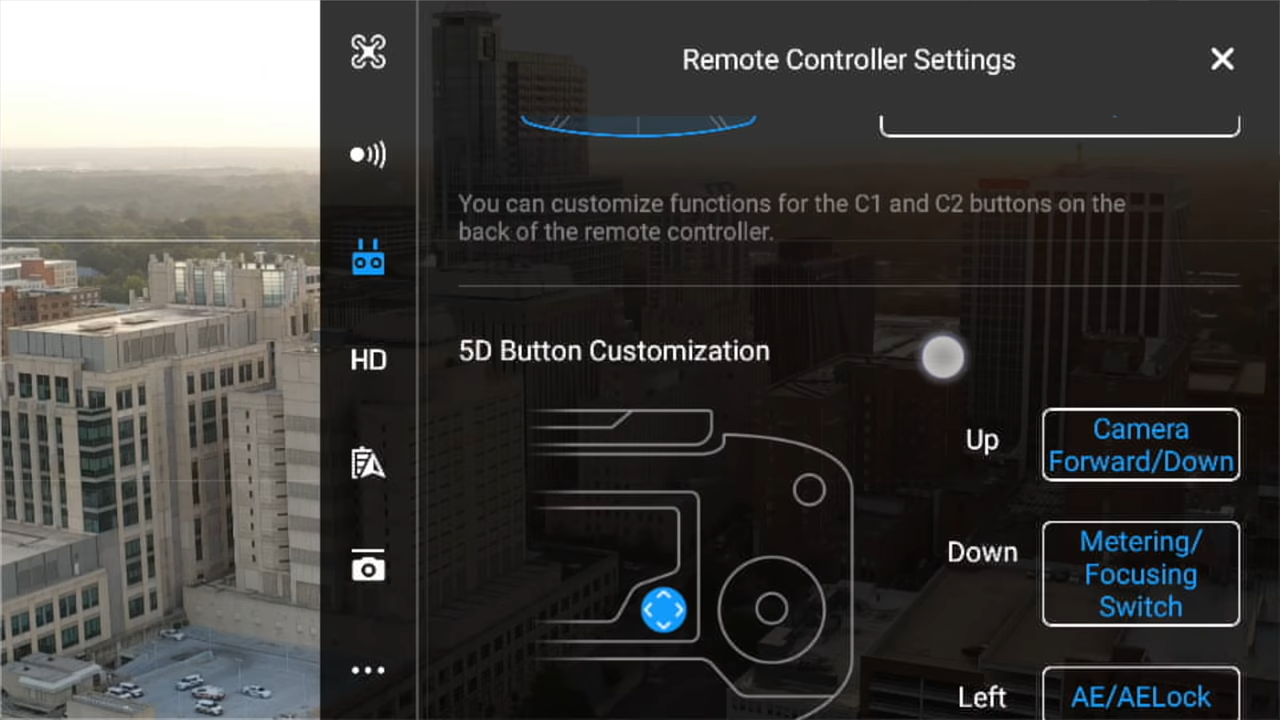 Remote Controller Settings
You can customize functions for the C1 and C2 buttons on the
back of the remote controller.
HD
5D Button Customization
Up
Camera
Forward/Down
Down
Metering/
Focusing
Switch
Left
AE/AELock